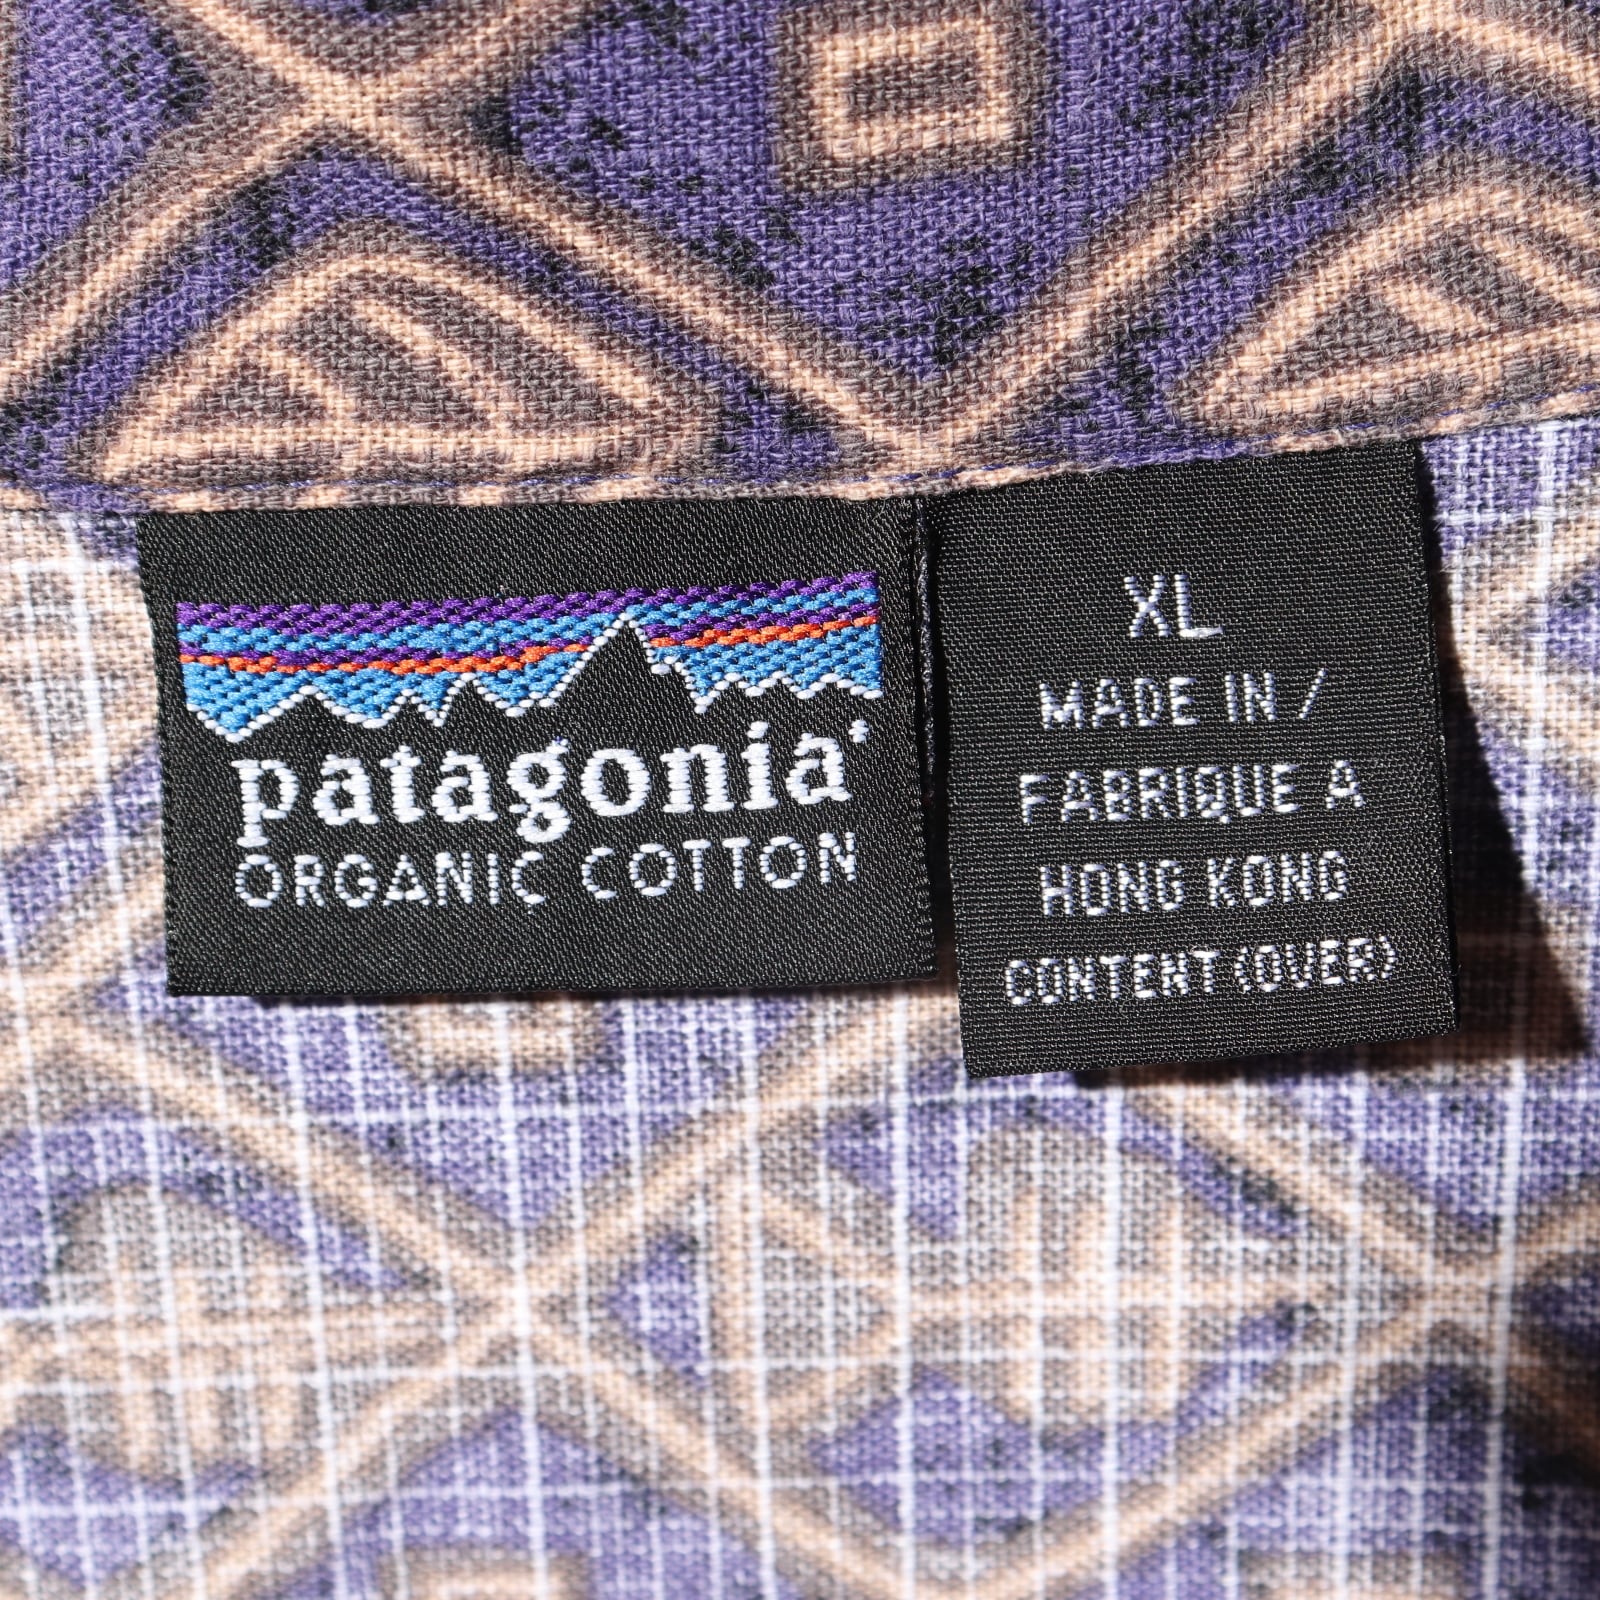 patagonia®
ORGANIC COTTON
XL
MADE IN /
FABRIQUE A
HONG KONG
CONTENT (OVER)